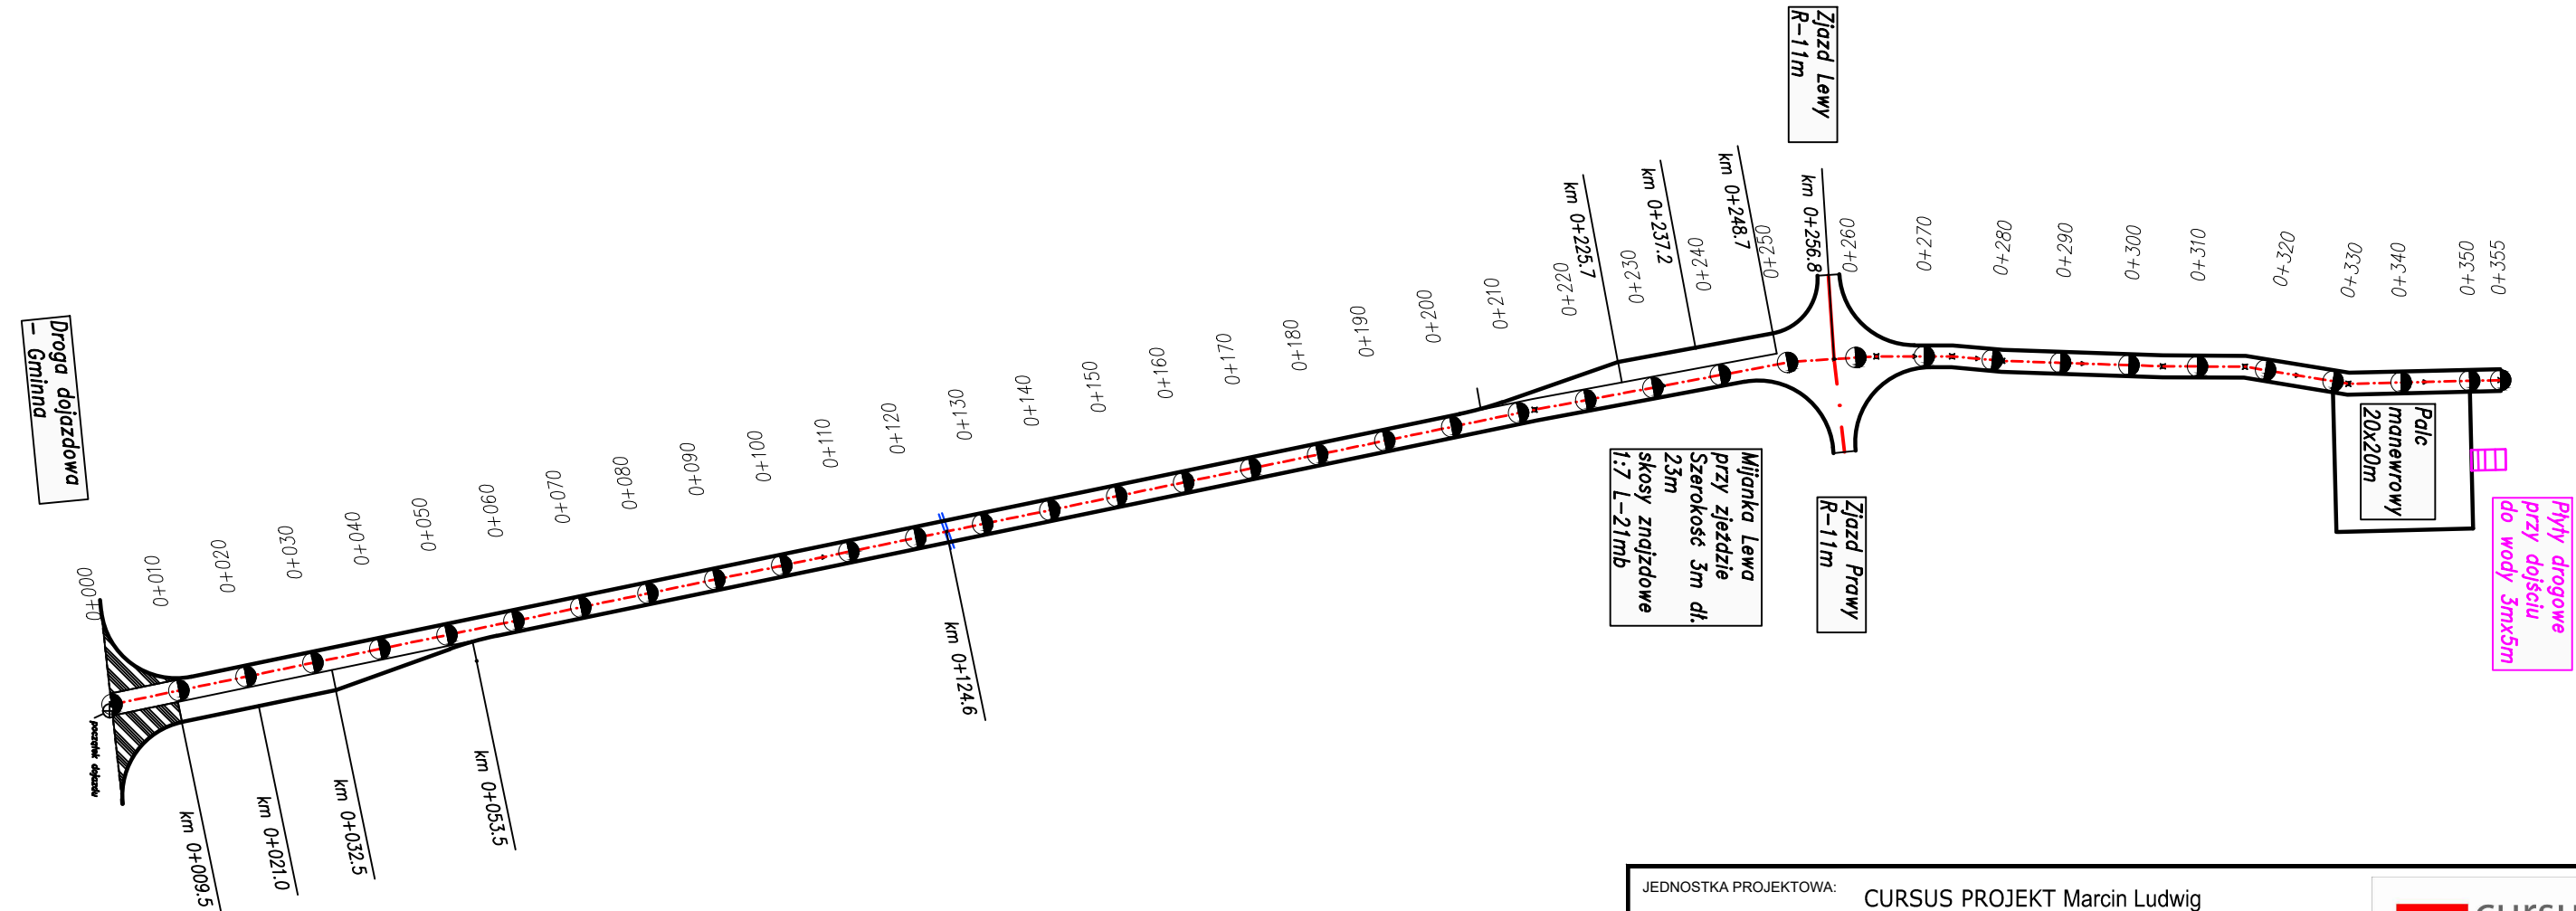 Zjazd Lewy
R-11m
km 0+225.7
km 0+237.2
km 0+248.7
km 0+256.8
0+000
0+010
0+020
0+030
0+040
0+050
0+060
0+070
0+080
0+090
0+100
0+110
0+120
0+130
0+140
0+150
0+160
0+170
0+180
0+190
0+200
0+210
0+220
0+230
0+240
0+250
0+260
0+270
0+280
0+290
0+300
0+310
0+320
0+330
0+340
0+350
0+355
Droga dojazdowa
- Gminna
początek dojazdu
km 0+009.5
km 0+021.0
km 0+032.5
km 0+053.5
km 0+124.6
Mijanka Lewa
przy zjeździe
Szerokość 3m dł.
23m
skosy znajzdowe
1:7 L-21mb
Zjazd Prawy
R-11m
Palc
manewrowy
20x20m
Płyty drogowe
przy dojściu
do wody 3mx5m
JEDNOSTKA PROJEKTOWA:
CURSUS PROJEKT Marcin Ludwig